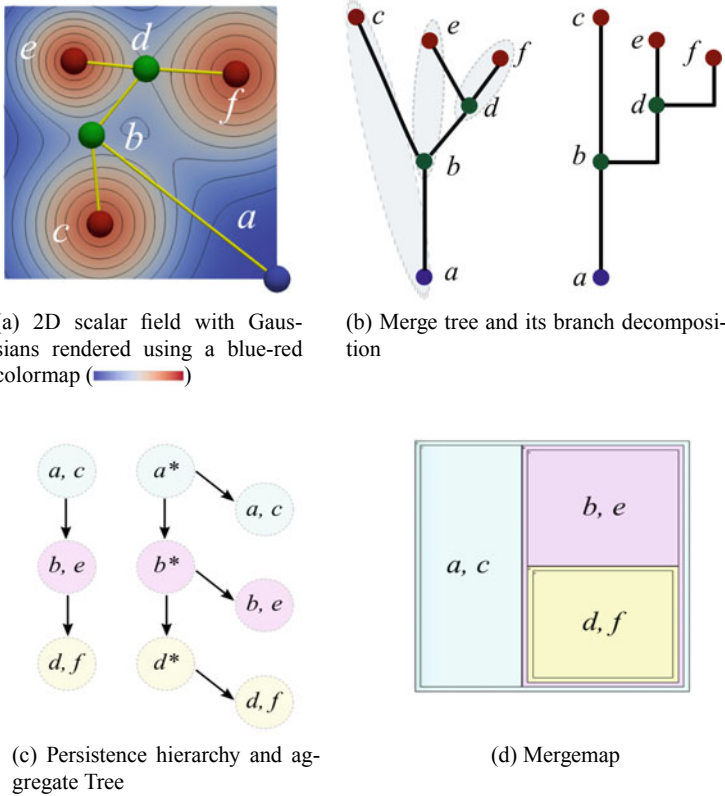 e
d
f
b
c
a
c
e
f
d
b
a
c
e
f
d
b
a
(a) 2D scalar field with Gaus-
sians rendered using a blue-red
colormap ( )
(b) Merge tree and its branch decomposi-
tion
a, c
a*
a, c
b, e
b*
b, e
d, f
d*
d, f
a, c
b, e
d, f
(c) Persistence hierarchy and ag-
gregate Tree
(d) Mergemap